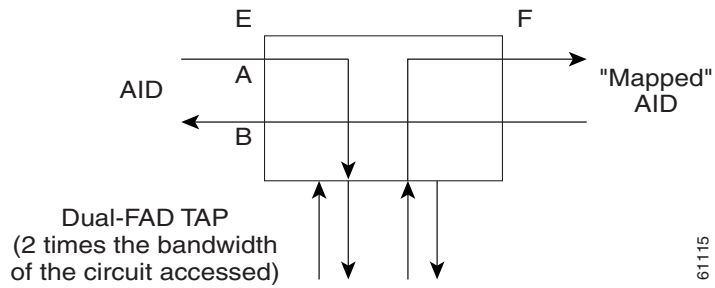 E
F
A
AID
"Mapped"
AID
B
Dual-FAD TAP
(2 times the bandwidth
of the circuit accessed)
61115